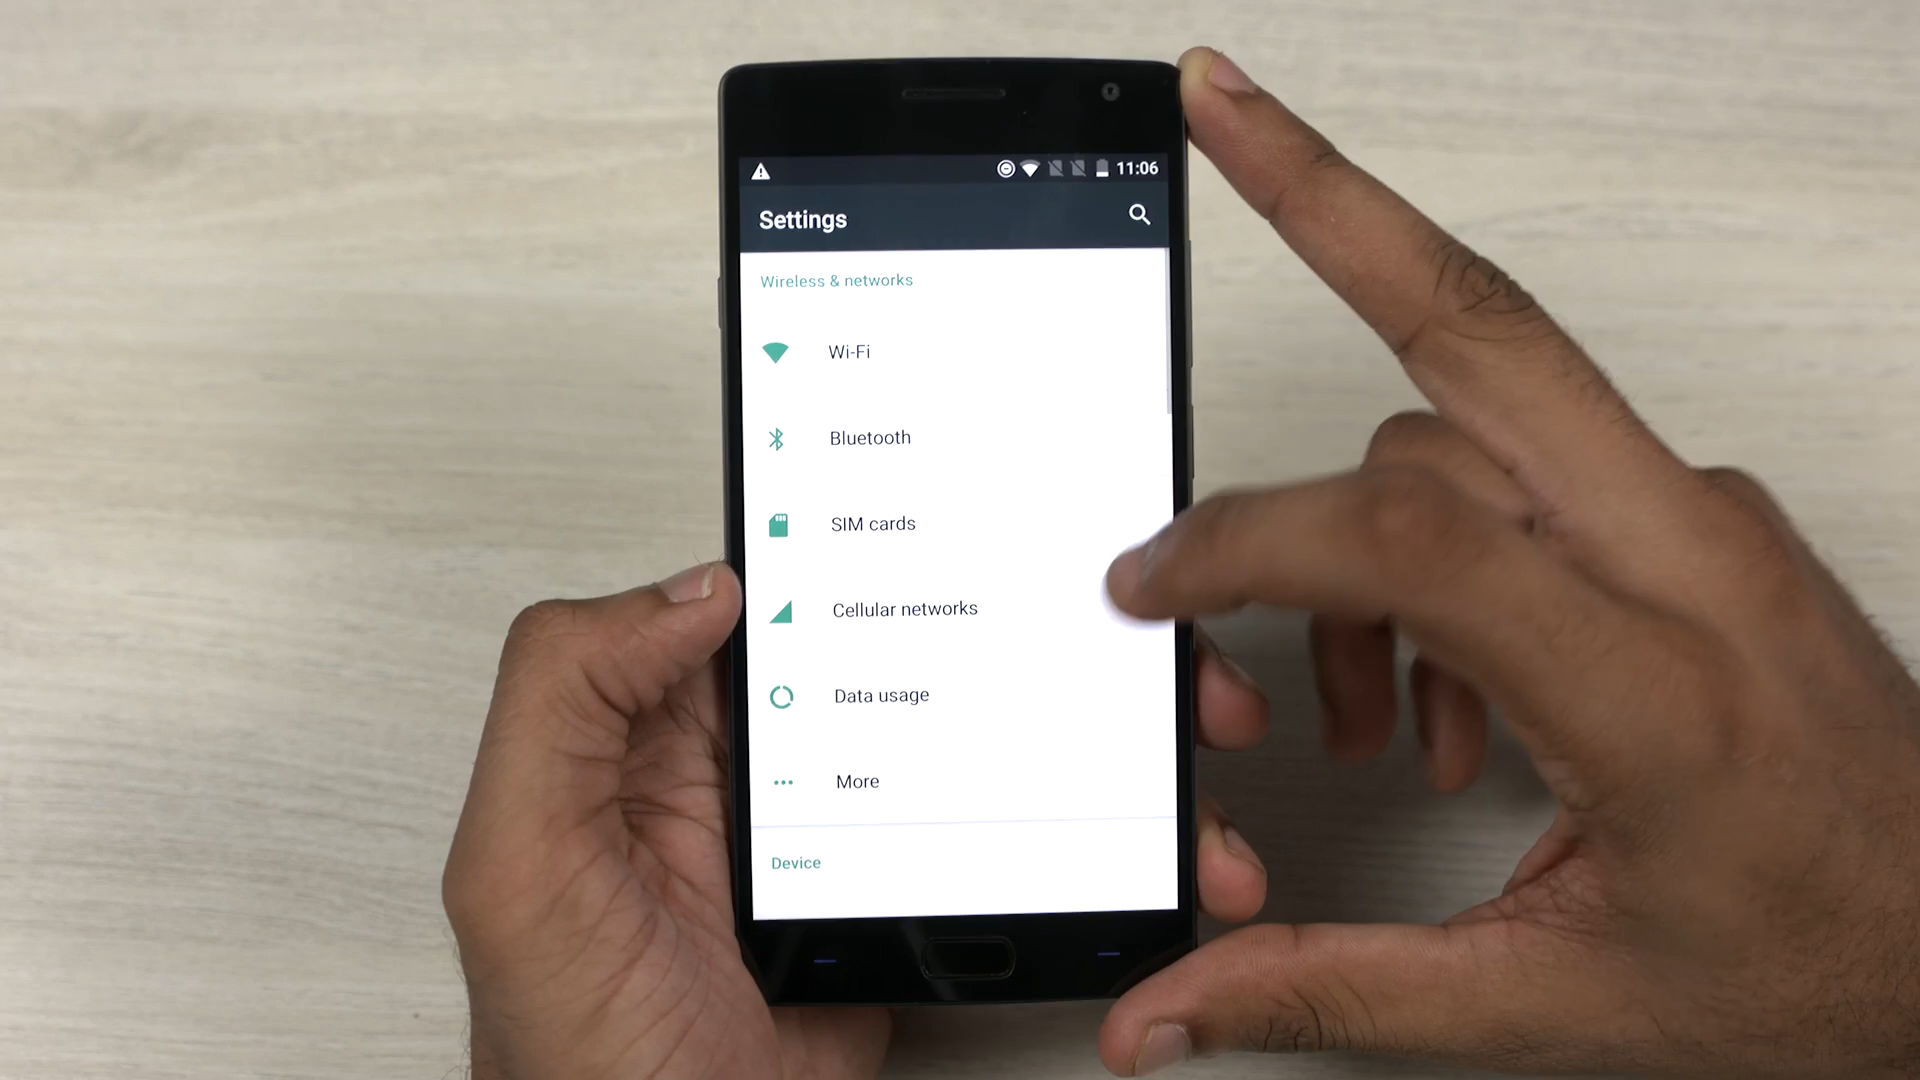 11:06
Settings
Wireless & networks
Wi-Fi
Bluetooth
SIM cards
Cellular networks
Data usage
More
Device